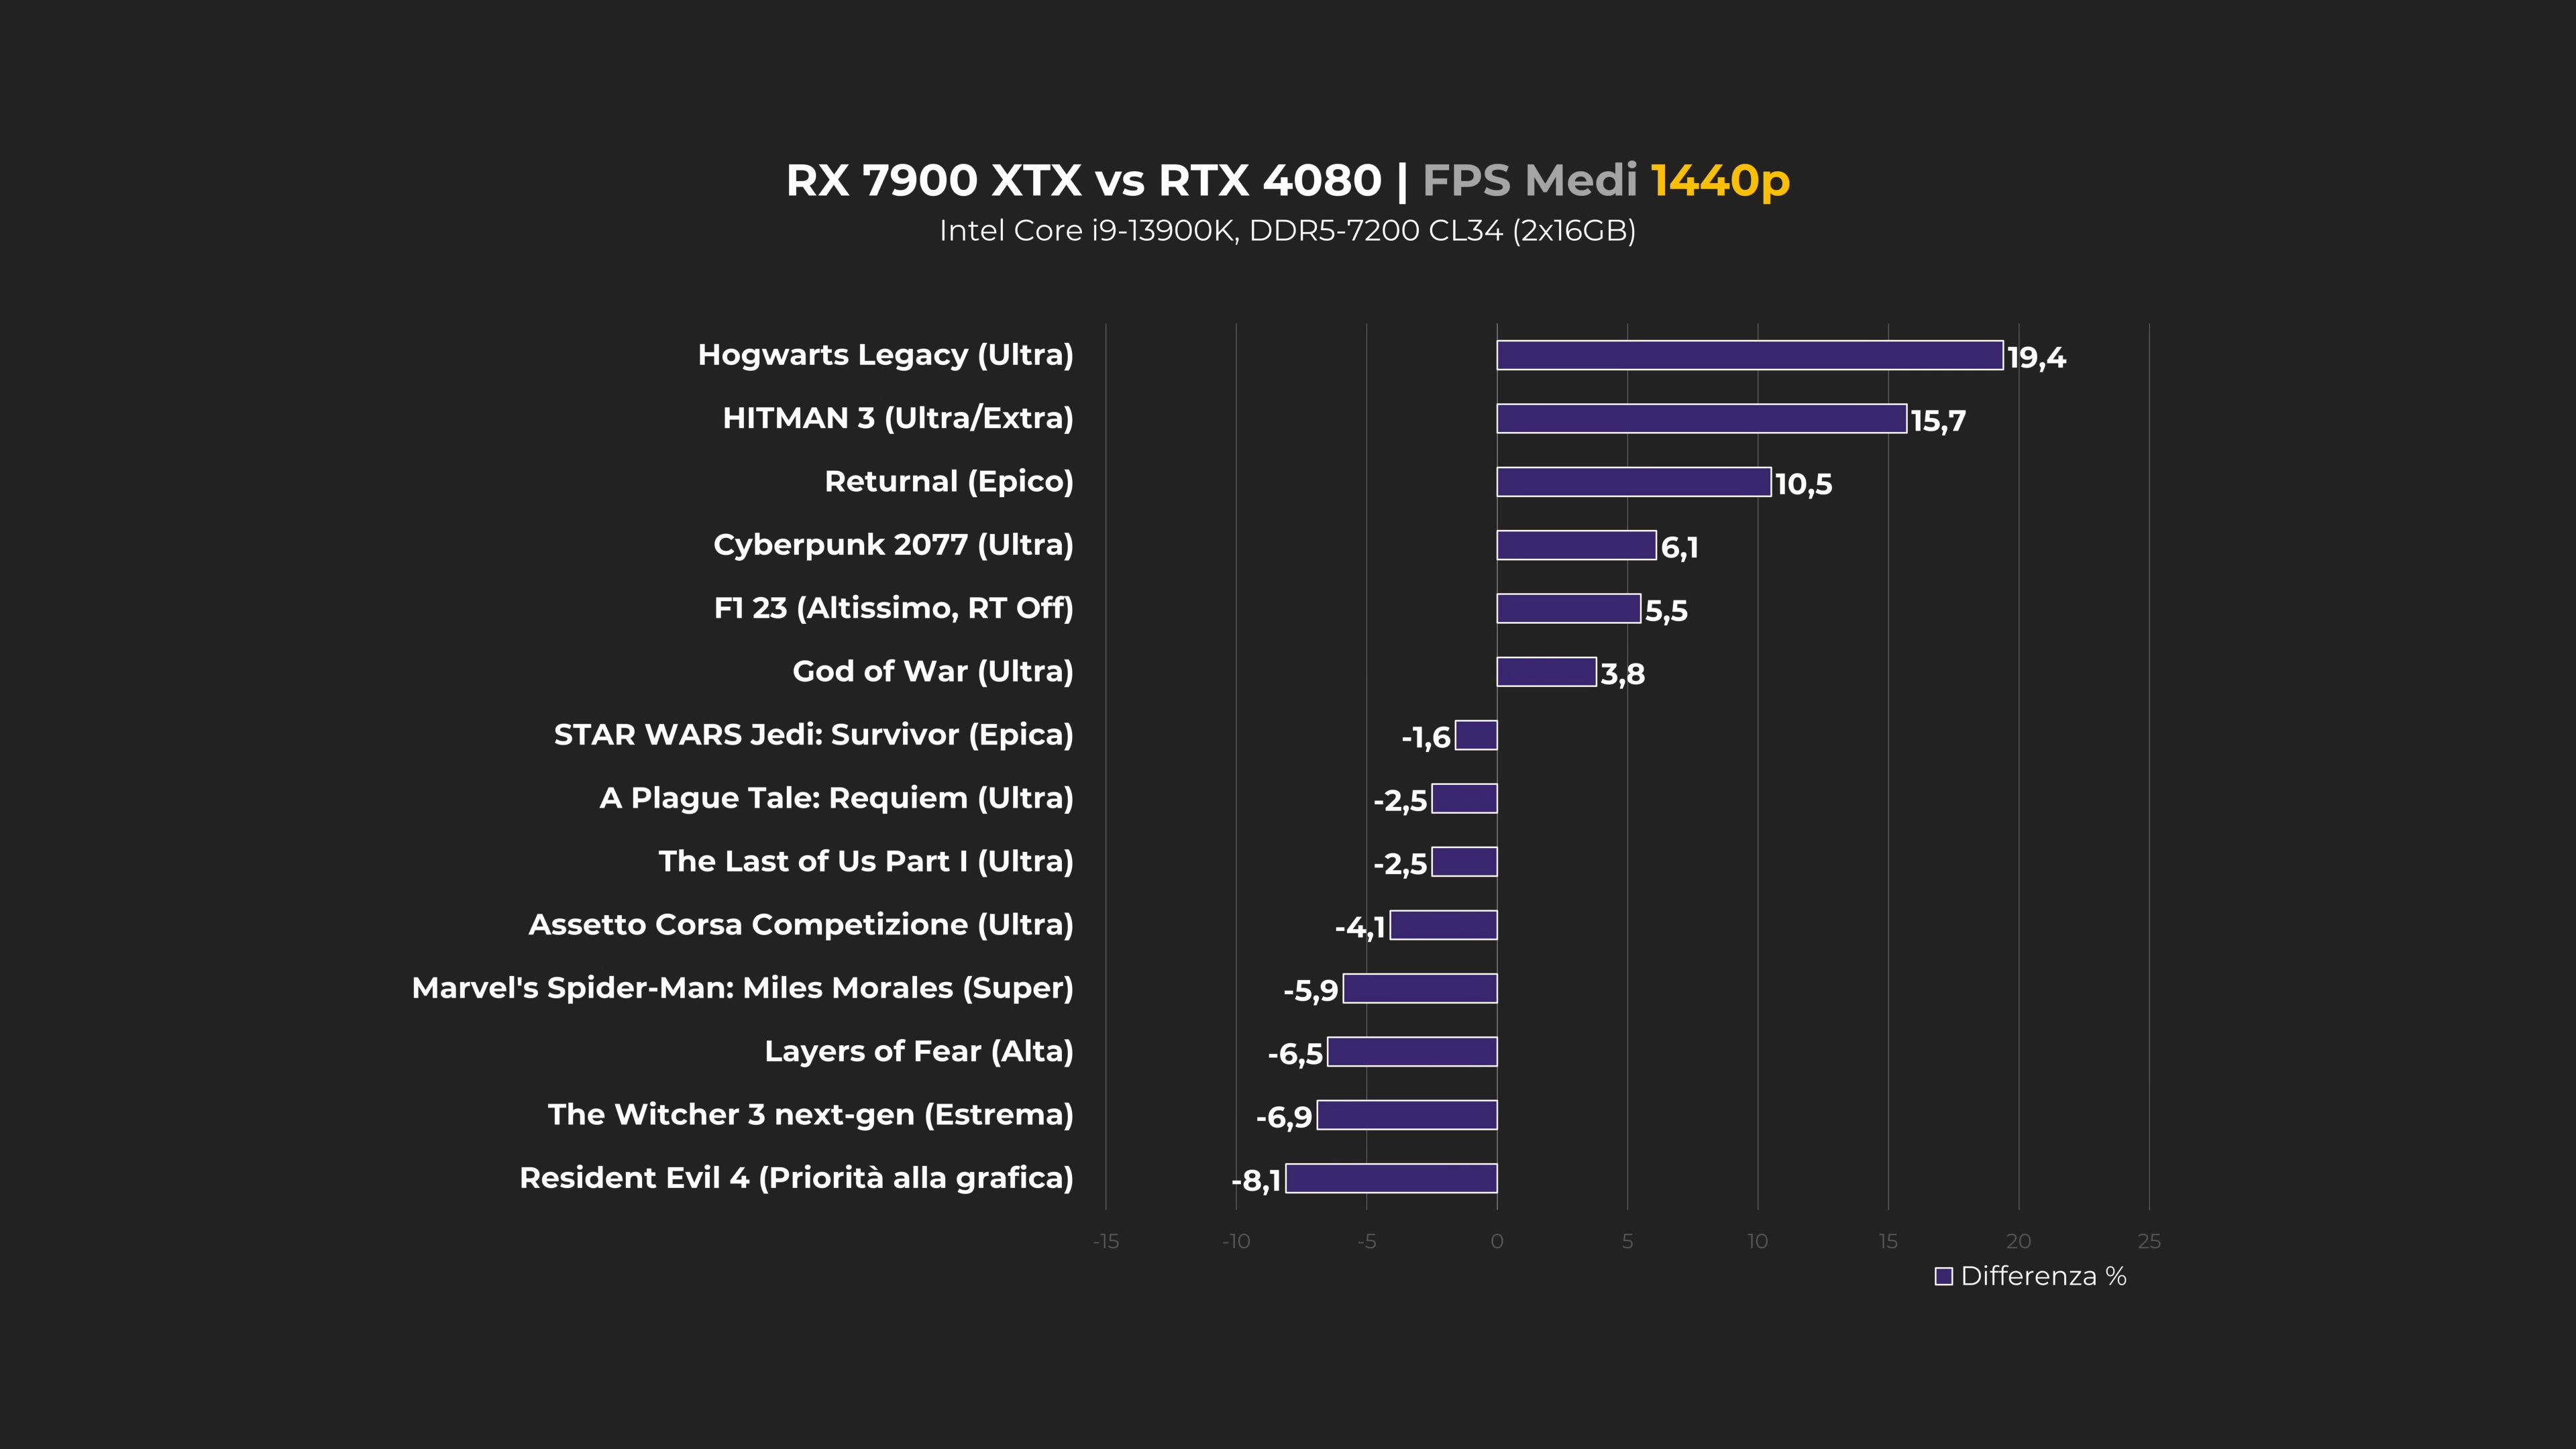 RX 7900 XTX vs RTX 4080 | FPS Medi 1440p
Intel Core i9-13900K, DDR5-7200 CL34 (2x16GB)
Hogwarts Legacy (Ultra) 19,4
HITMAN 3 (Ultra/Extra) 15,7
Returnal (Epico) 10,5
Cyberpunk 2077 (Ultra) 6,1
F1 23 (Altissimo, RT Off) 5,5
God of War (Ultra) 3,8
STAR WARS Jedi: Survivor (Epica) -1,6
A Plague Tale: Requiem (Ultra) -2,5
The Last of Us Part I (Ultra) -2,5
Assetto Corsa Competizione (Ultra) -4,1
Marvel's Spider-Man: Miles Morales (Super) -5,9
Layers of Fear (Alta) -6,5
The Witcher 3 next-gen (Estrema) -6,9
Resident Evil 4 (Priorità alla grafica) -8,1
-15 -10 -5 0 5 10 15 20 25
Differenza %